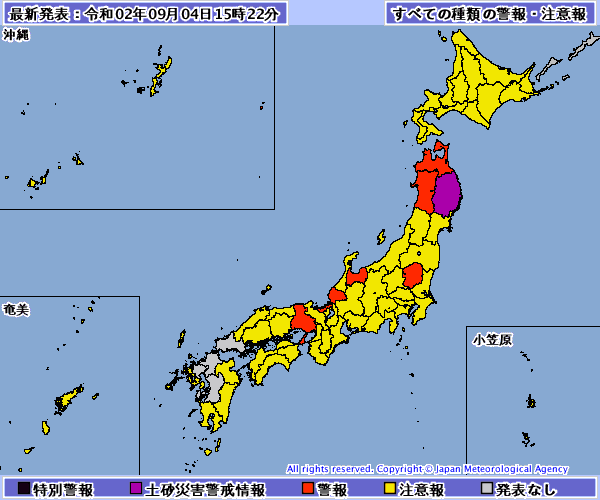 最新発表：令和02年09月04日15時22分
すべての種類の警報・注意報
沖縄
奄美
小笠原
All rights reserved. Copyright © Japan Meteorological Agency
特別警報 土砂災害警戒情報 警報 注意報 発表なし